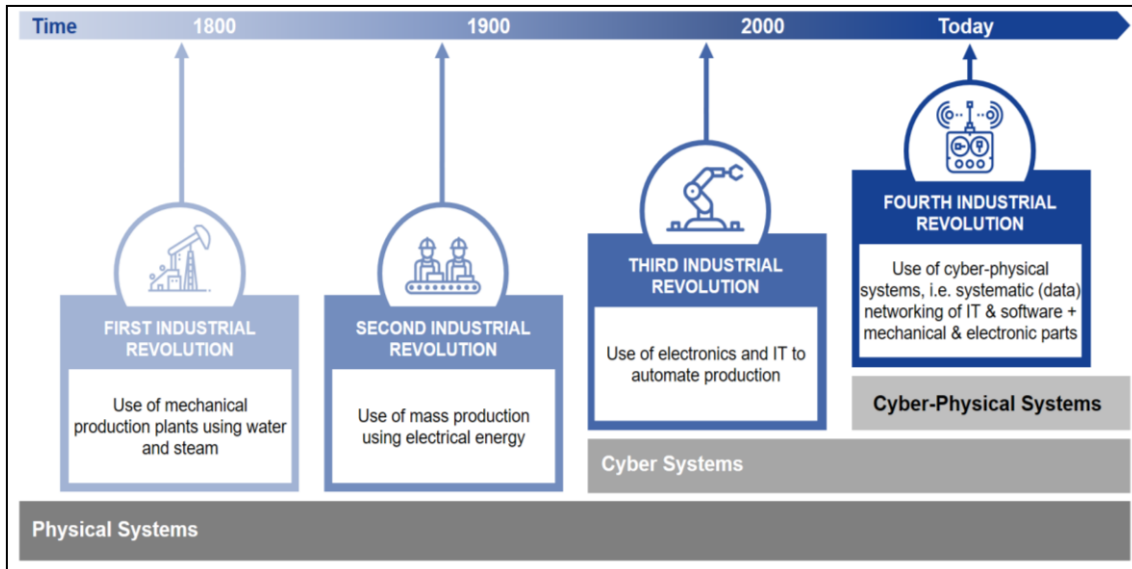 Time 1800 1900 2000 Today
FIRST INDUSTRIAL
REVOLUTION
Use of mechanical
production plants using water
and steam
SECOND INDUSTRIAL
REVOLUTION
Use of mass production
using electrical energy
THIRD INDUSTRIAL
REVOLUTION
Use of electronics and IT to
automate production
FOURTH INDUSTRIAL
REVOLUTION
Use of cyber-physical
systems, i.e. systematic (data)
networking of IT & software +
mechanical & electronic parts
Cyber-Physical Systems
Cyber Systems
Physical Systems